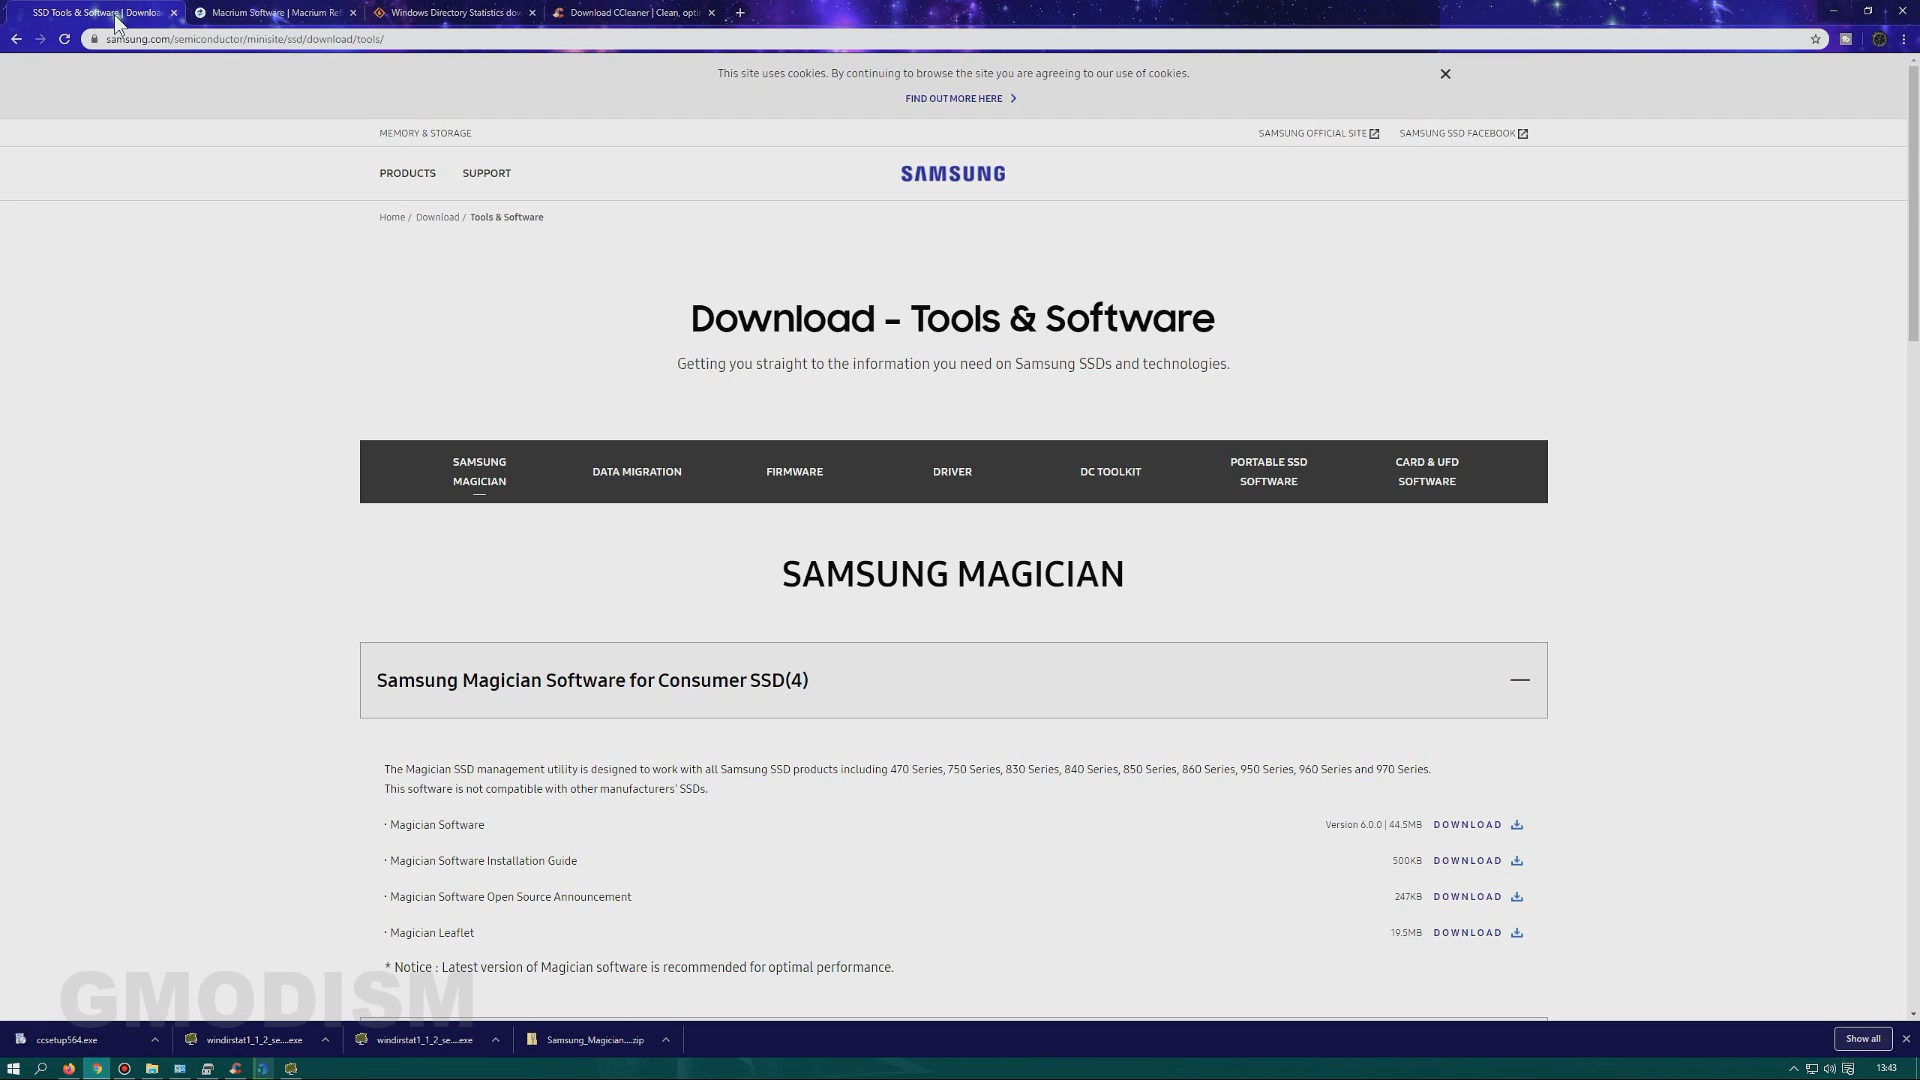 SSD Tools & Software | Downloa
Macrium Software | Macrium Ref
Windows Directory Statistics do
Download CCleaner | Clean, opti
samsung.com/semiconductor/minisite/ssd/download/tools/
This site uses cookies. By continuing to browse the site you are agreeing to our use of cookies.
FIND OUT MORE HERE
MEMORY & STORAGE
SAMSUNG OFFICIAL SITE
SAMSUNG SSD FACEBOOK
PRODUCTS
SUPPORT
SAMSUNG
Home / Download / Tools & Software
Download - Tools & Software
Getting you straight to the information you need on Samsung SSDs and technologies.
SAMSUNG
MAGICIAN
DATA MIGRATION
FIRMWARE
DRIVER
DC TOOLKIT
PORTABLE SSD
SOFTWARE
CARD & UFD
SOFTWARE
SAMSUNG MAGICIAN
Samsung Magician Software for Consumer SSD(4)
The Magician SSD management utility is designed to work with all Samsung SSD products including 470 Series, 750 Series, 830 Series, 840 Series, 850 Series, 860 Series, 950 Series, 960 Series and 970 Series.
This software is not compatible with other manufacturers' SSDs.
· Magician Software
Version 6.0.0 | 44.5MB DOWNLOAD
· Magician Software Installation Guide
500KB DOWNLOAD
· Magician Software Open Source Announcement
247KB DOWNLOAD
· Magician Leaflet
19.5MB DOWNLOAD
* Notice : Latest version of Magician software is recommended for optimal performance.
GMODISM
ccsetup564.exe
windirstat1_1_2_se....exe
windirstat1_1_2_se....exe
Samsung_Magician....zip
Show all
13:43